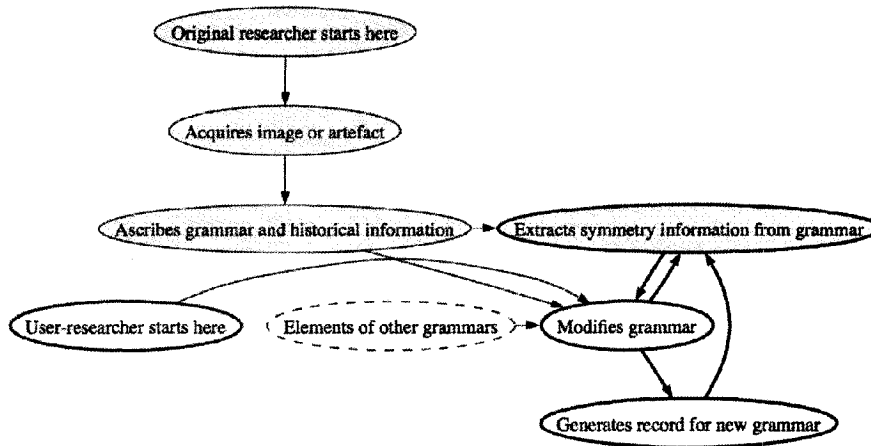 Original researcher starts here
Acquires image or artefact
Ascribes grammar and historical information
Extracts symmetry information from grammar
User-researcher starts here
Elements of other grammars
Modifies grammar
Generates record for new grammar